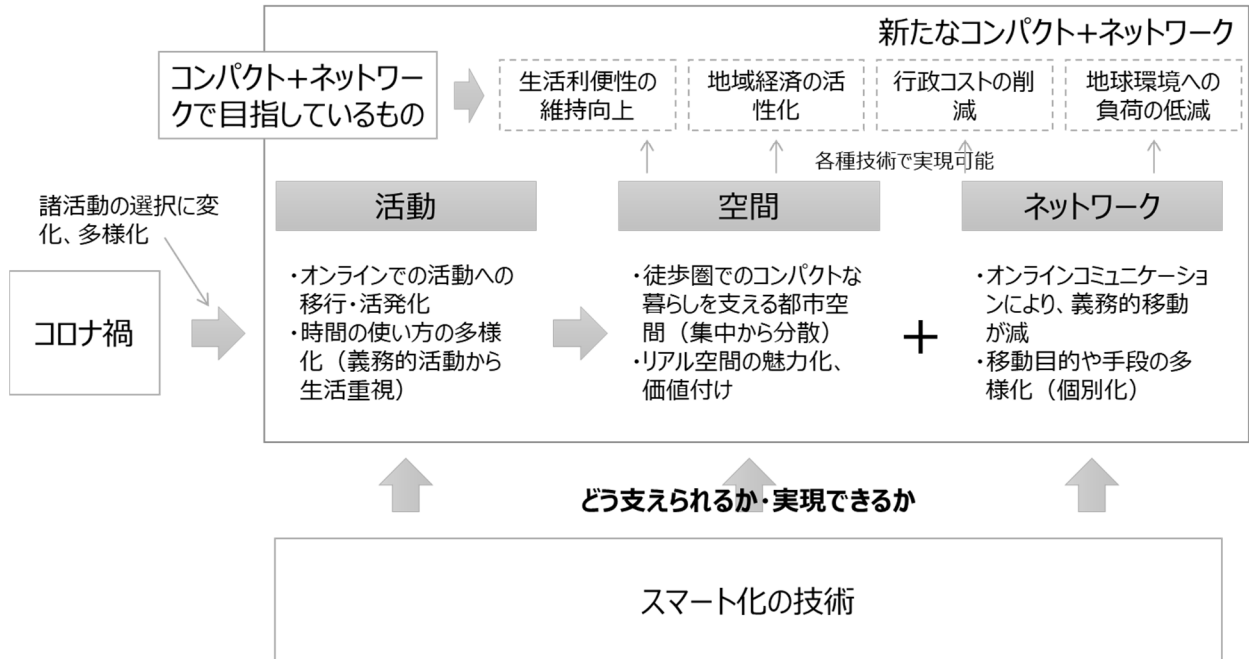 新たなコンパクト+ネットワーク
コンパクト+ネットワー
クで目指しているもの
生活利便性の
維持向上
地域経済の活
性化
行政コストの削
減
地球環境への
負荷の低減
各種技術で実現可能
諸活動の選択に変
化、多様化
コロナ禍
活動
・オンラインでの活動への
移行・活発化
・時間の使い方の多様
化（義務的活動から
生活重視）
空間
・徒歩圏でのコンパクトな
暮らしを支える都市空
間（集中から分散）
・リアル空間の魅力化、
価値付け
+
ネットワーク
・オンラインコミュニケーショ
ンにより、義務的移動
が減
・移動目的や手段の多
様化（個別化）
どう支えられるか・実現できるか
スマート化の技術